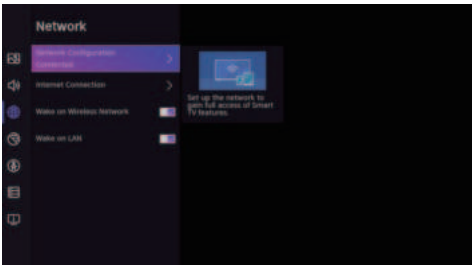 Network
Network Configuration
Connected
Internet Connection
Wake on Wireless Network
Wake on LAN
Set up the network to
gain full access of Smart
TV features.